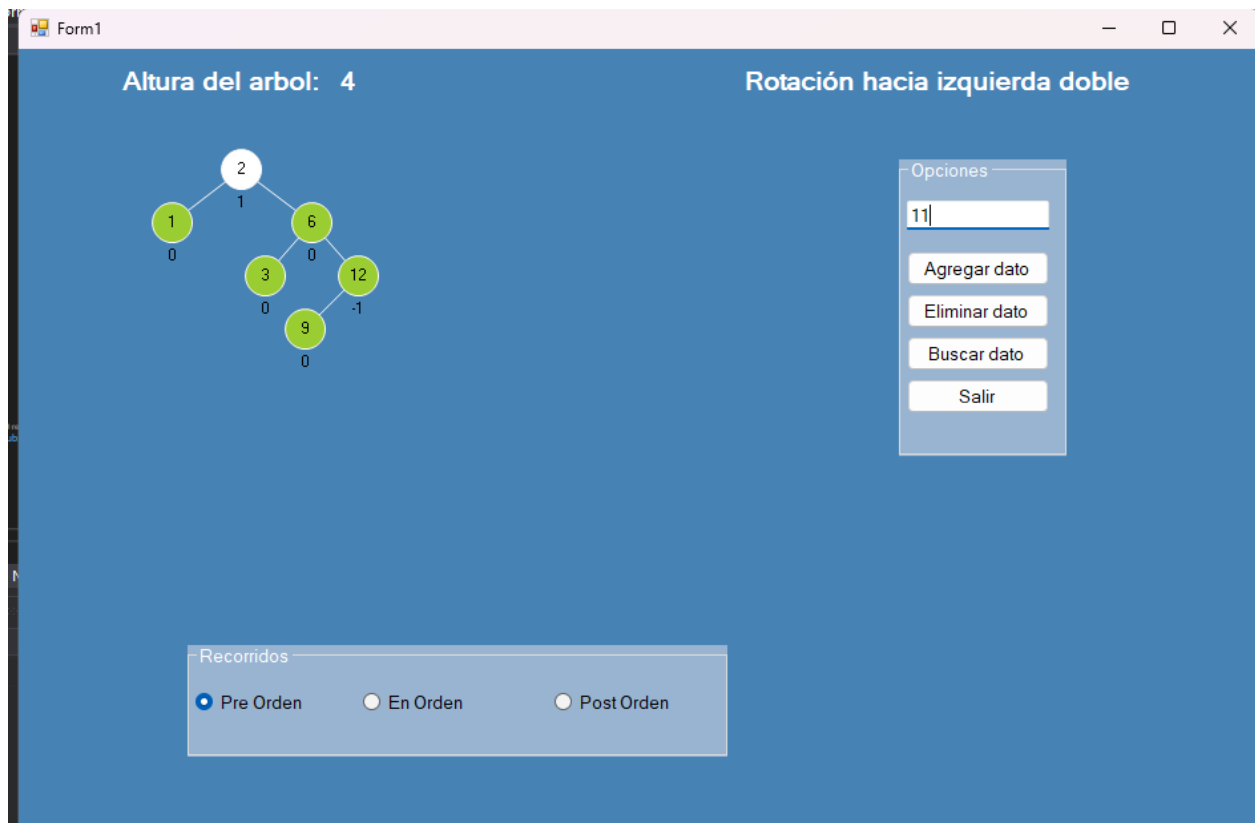 Form1
Altura del arbol: 4
Rotación hacia izquierda doble
2
1
1
6
0
0
3
12
0
-1
9
0
Opciones
11
Agregar dato
Eliminar dato
Buscar dato
Salir
Recorridos
Pre Orden
En Orden
Post Orden